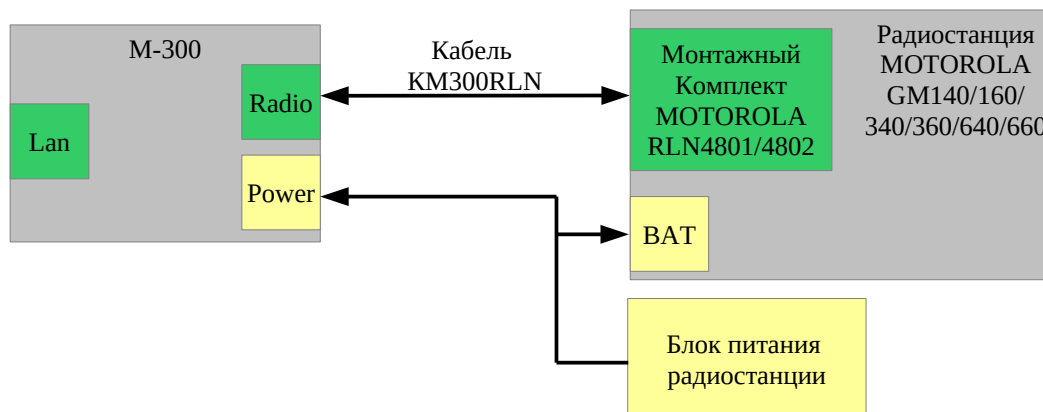 М-300
Lan
Radio
Power
Кабель
КМ300RLN
Монтажный
Комплект
MOTOROLA
RLN4801/4802
Радиостанция
MOTOROLA
GM140/160/
340/360/640/660
BAT
Блок питания
радиостанции